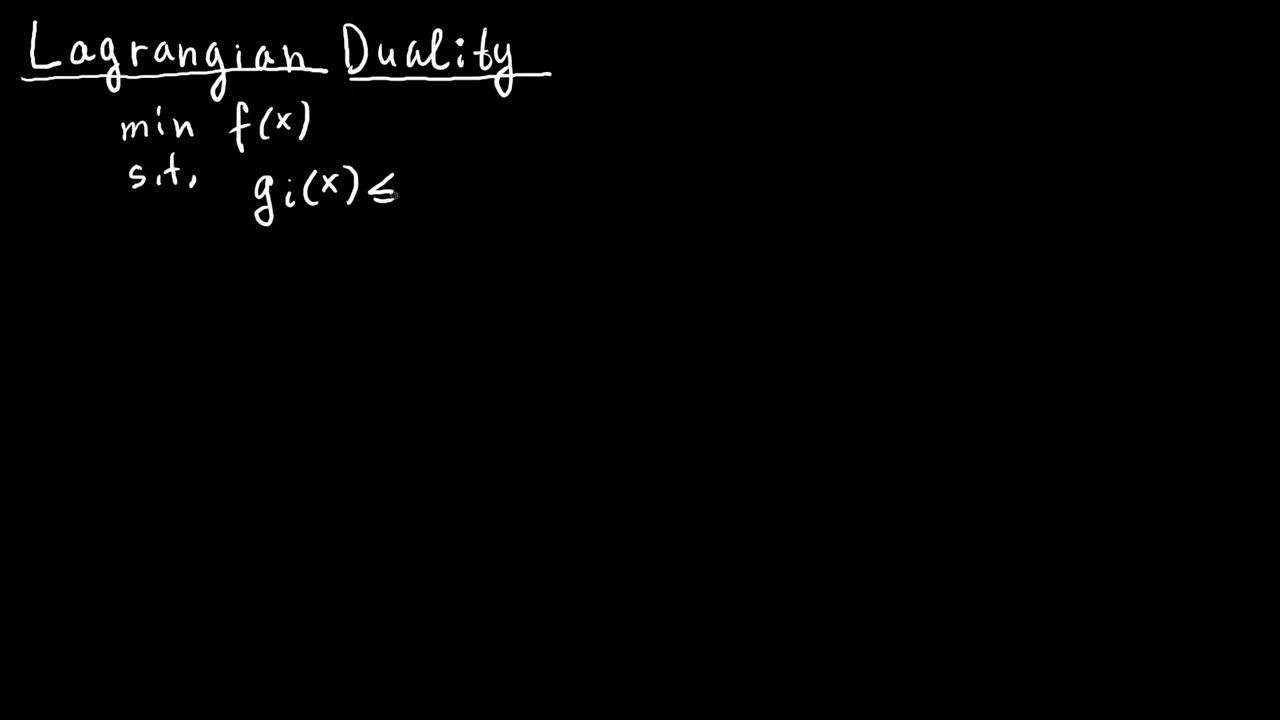 Lagrangian Duality
min f(x)
s.t. gi(x) ≤